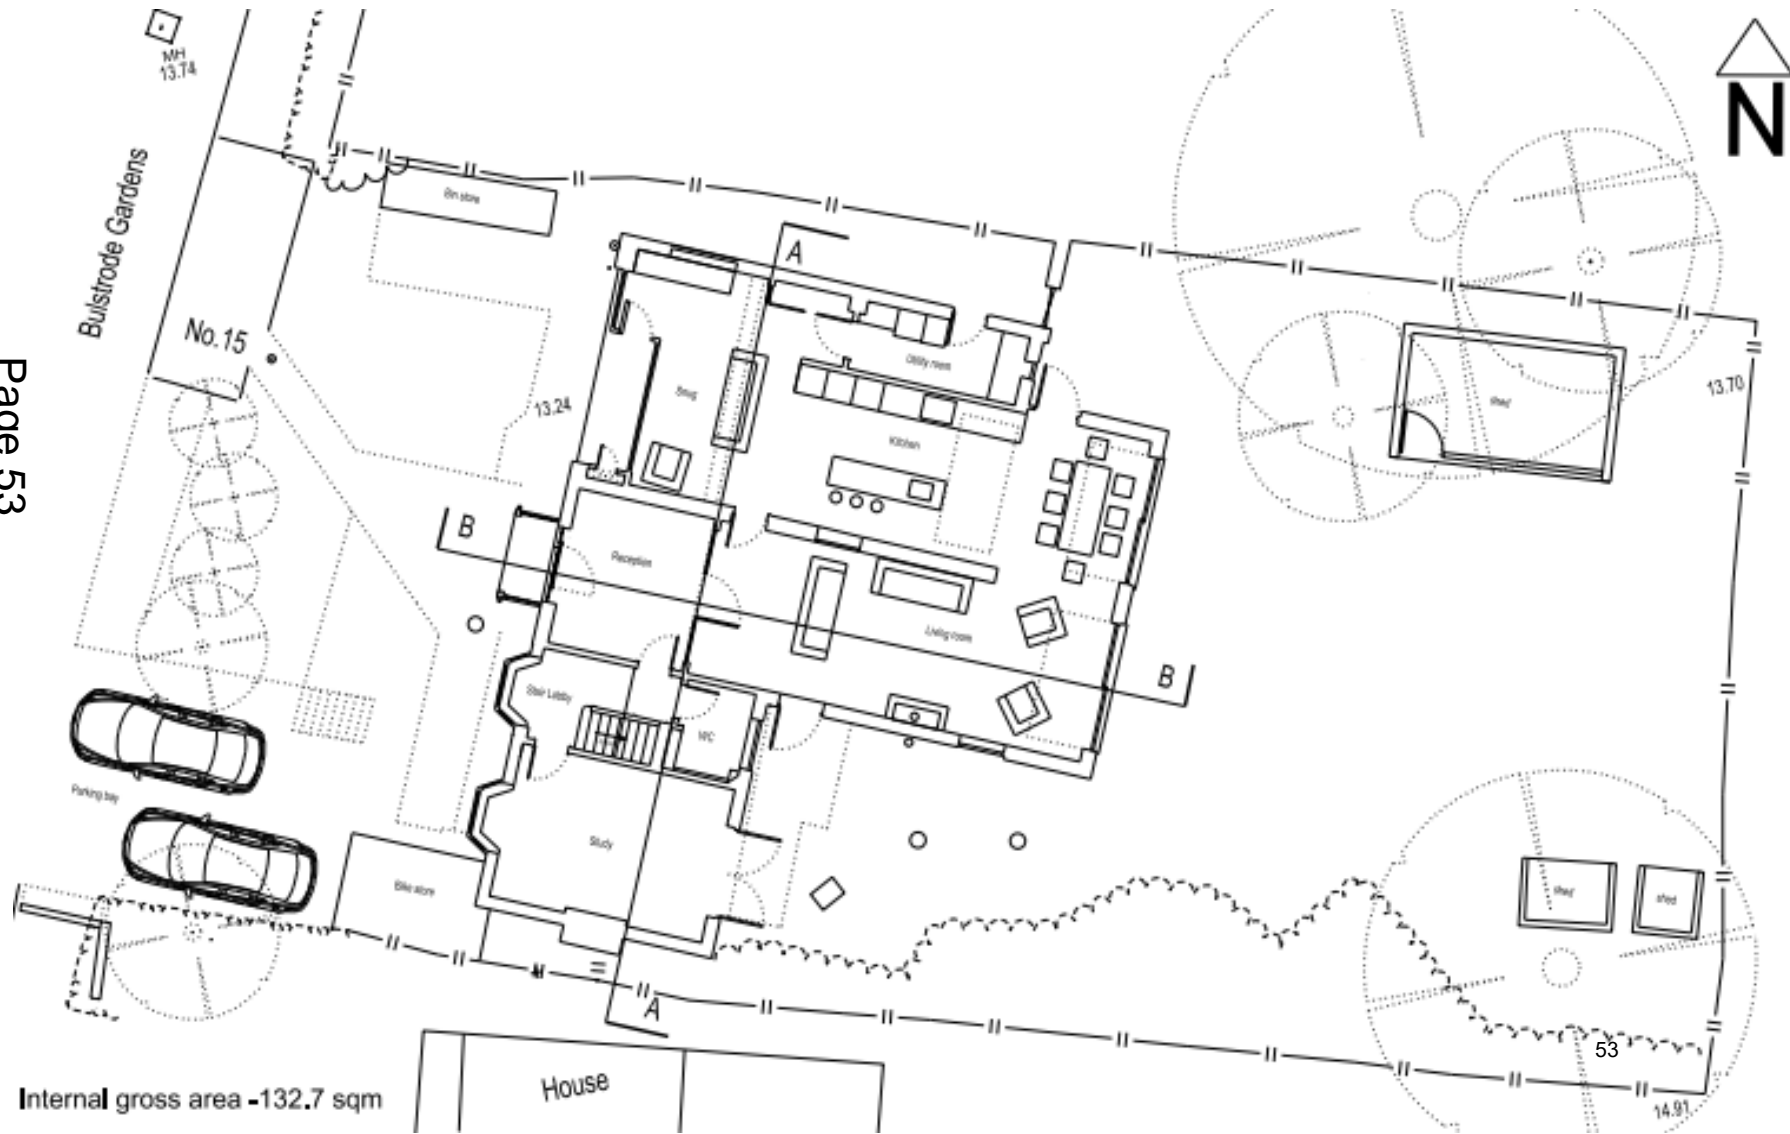 MH
13.74
N
Bulstrode Gardens
Bin store
A
No.15
13.70
Utility room
shed
Snug
13.24
Kitchen
Page 53
B
Reception
Living room
B
Stair Lobby
WC
Parking bay
Study
Bike store
shed
shed
A
53
House
Internal gross area -132.7 sqm
14.91